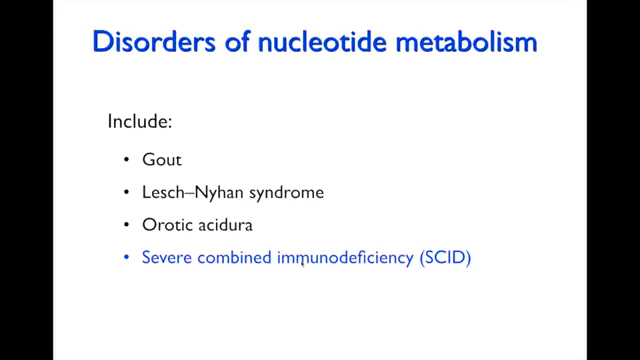 Disorders of nucleotide metabolism
Include:
• Gout
• Lesch–Nyhan syndrome
• Orotic acidura
• Severe combined immunodeficiency (SCID)